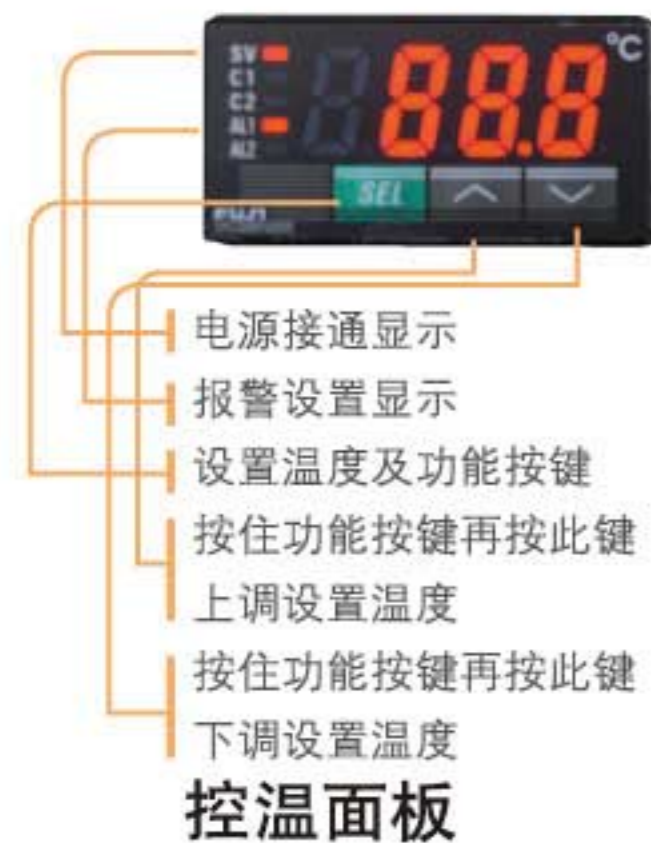 SV
C1
C2
AL1
AL2
88.8
°C
SEL
FUJI
电源接通显示
报警设置显示
设置温度及功能按键
按住功能按键再按此键
上调设置温度
按住功能按键再按此键
下调设置温度
控温面板